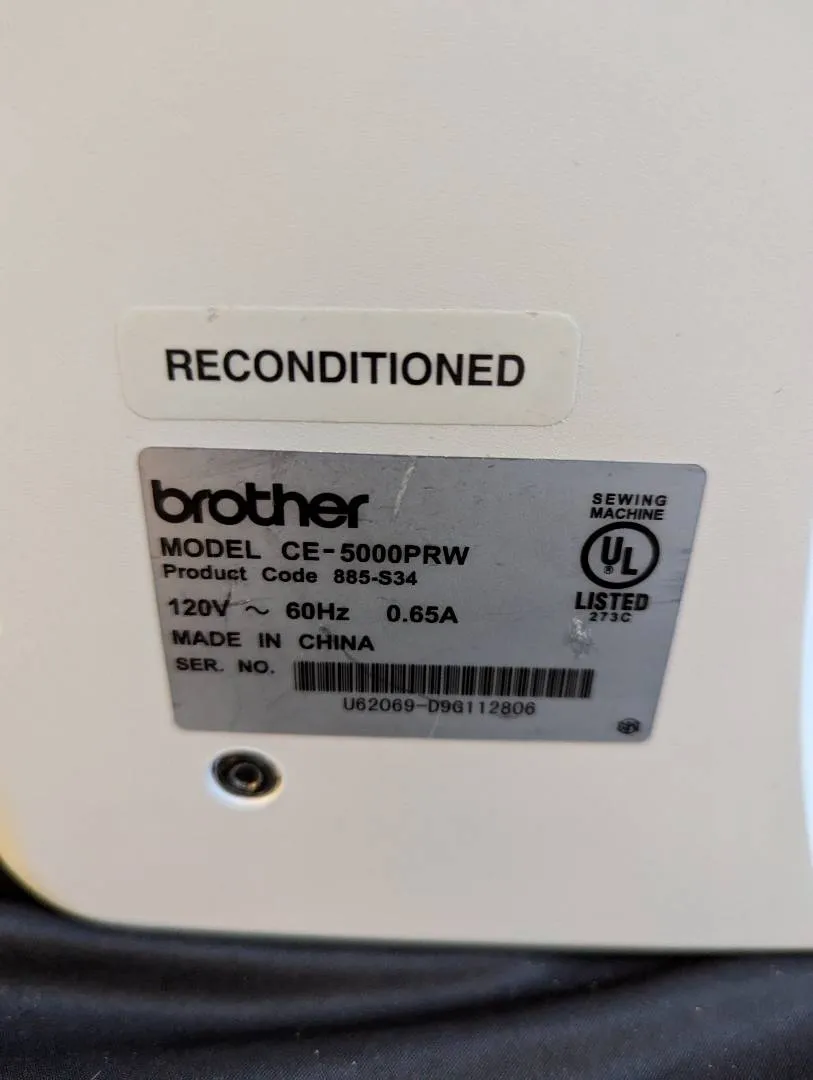 RECONDITIONED
brother
SEWING
MACHINE
MODEL CE-5000PRW
Product Code 885-S34
UL
®
LISTED
273C
120V ~ 60Hz 0.65A
MADE IN CHINA
SER. NO.
U62069-D9G112806